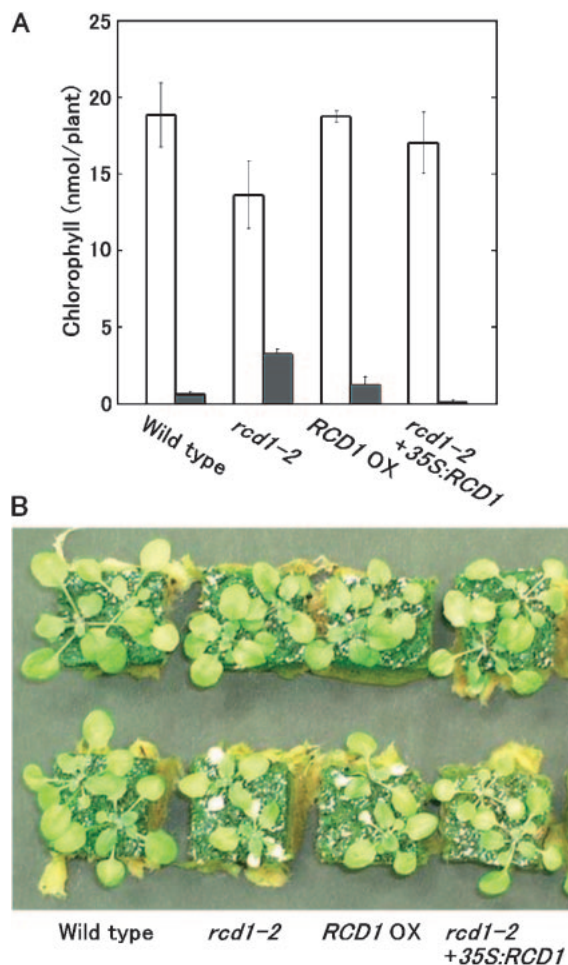 A
25
20
15
10
5
0
Chlorophyll (nmol/plant)
Wild type
rcd1-2
RCD1 OX
rcd1-2
+35S:RCD1
B
Wild type
rcd1-2
RCD1 OX
rcd1-2
+35S:RCD1